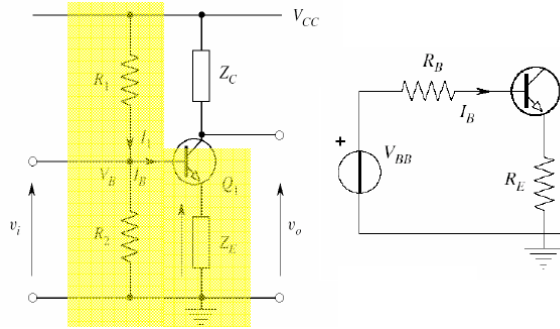 V_CC
R_1
Z_C
R_B
I_B
I_1
V_B
I_B
Q_1
+
V_BB
R_E
v_i
R_2
Z_E
v_o